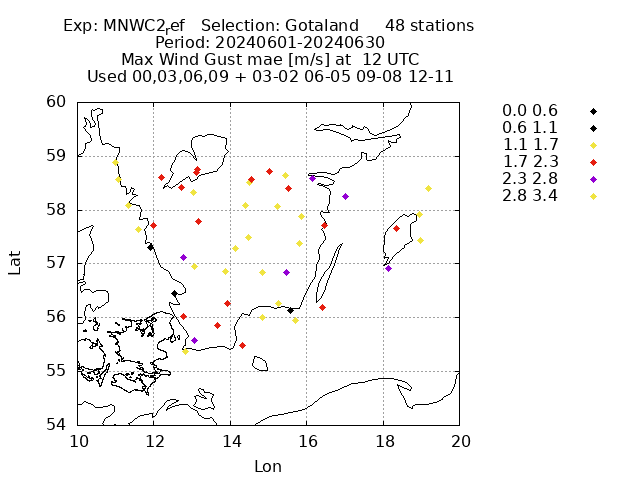 Exp: MNWC2ref   Selection: Gotaland     48 stations
Period: 20240601-20240630
Max Wind Gust mae [m/s] at  12 UTC
Used 00,03,06,09 + 03-02 06-05 09-08 12-11
60
59
58
57
56
55
54
Lat
10 12 14 16 18 20
Lon
0.0 0.6
0.6 1.1
1.1 1.7
1.7 2.3
2.3 2.8
2.8 3.4